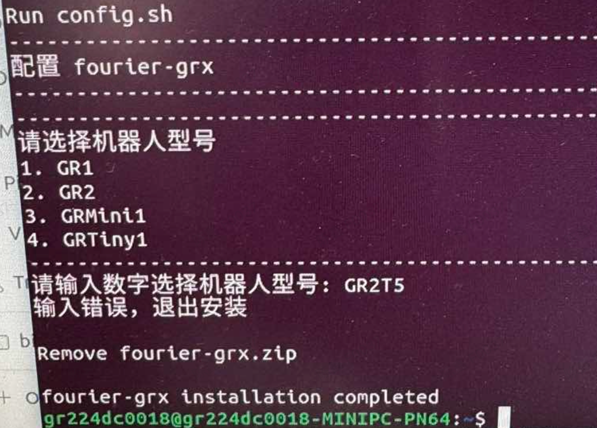 Run config.sh
配置 fourier-grx
请选择机器人型号
1. GR1
2. GR2
3. GRMini1
4. GRTiny1
请输入数字选择机器人型号: GR2T5
输入错误，退出安装
Remove fourier-grx.zip
fourier-grx installation completed
gr224dc0018@gr224dc0018-MINIPC-PN64:~$